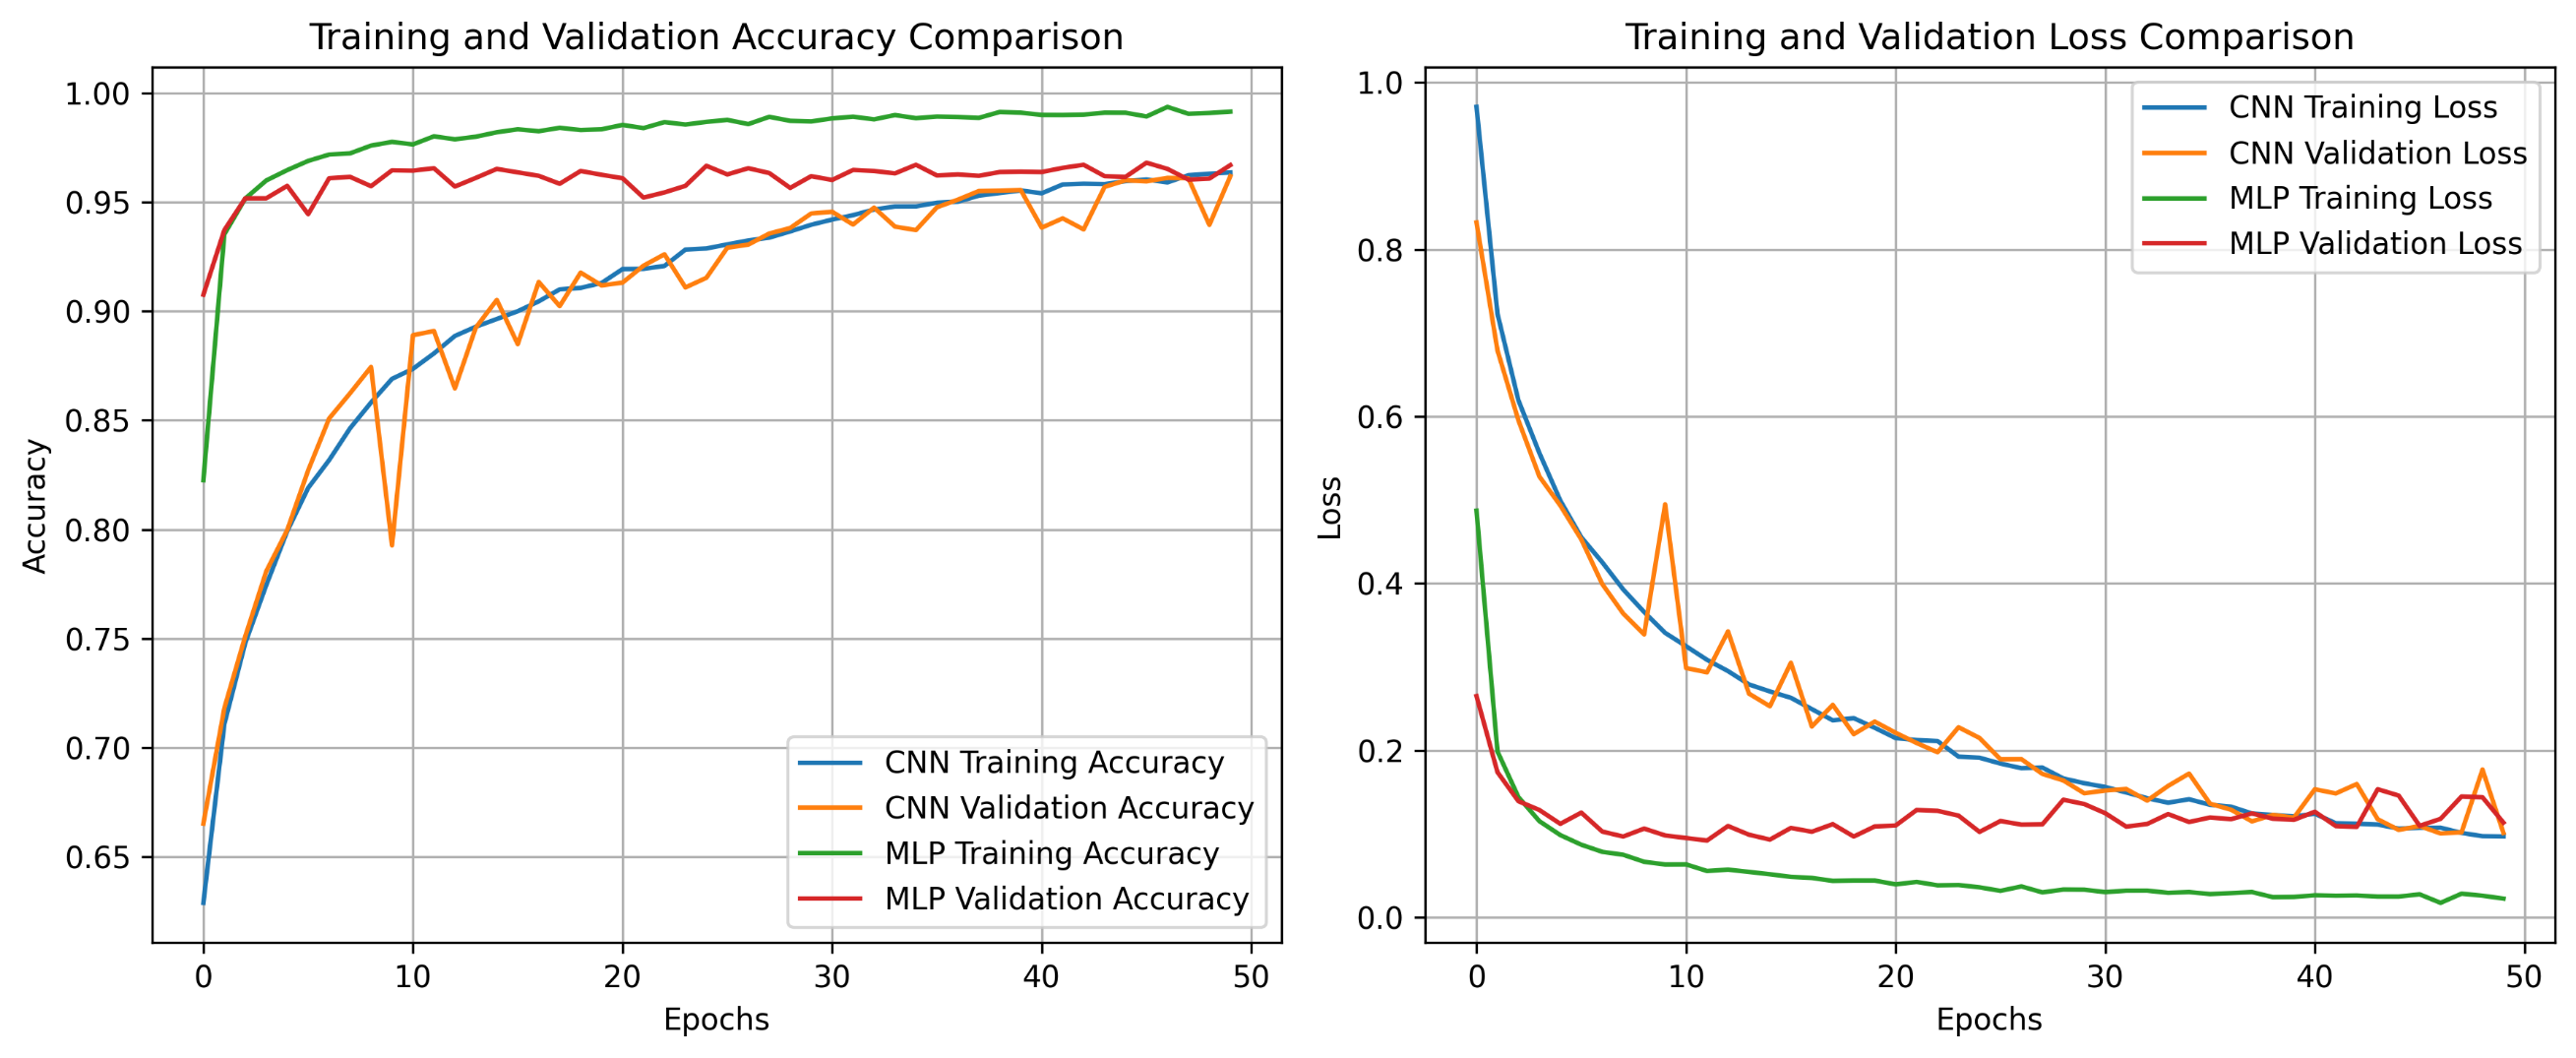 Training and Validation Accuracy Comparison
Accuracy
1.00
0.95
0.90
0.85
0.80
0.75
0.70
0.65
CNN Training Accuracy
CNN Validation Accuracy
MLP Training Accuracy
MLP Validation Accuracy
0 10 20 30 40 50
Epochs
Training and Validation Loss Comparison
Loss
1.0
0.8
0.6
0.4
0.2
0.0
CNN Training Loss
CNN Validation Loss
MLP Training Loss
MLP Validation Loss
0 10 20 30 40 50
Epochs